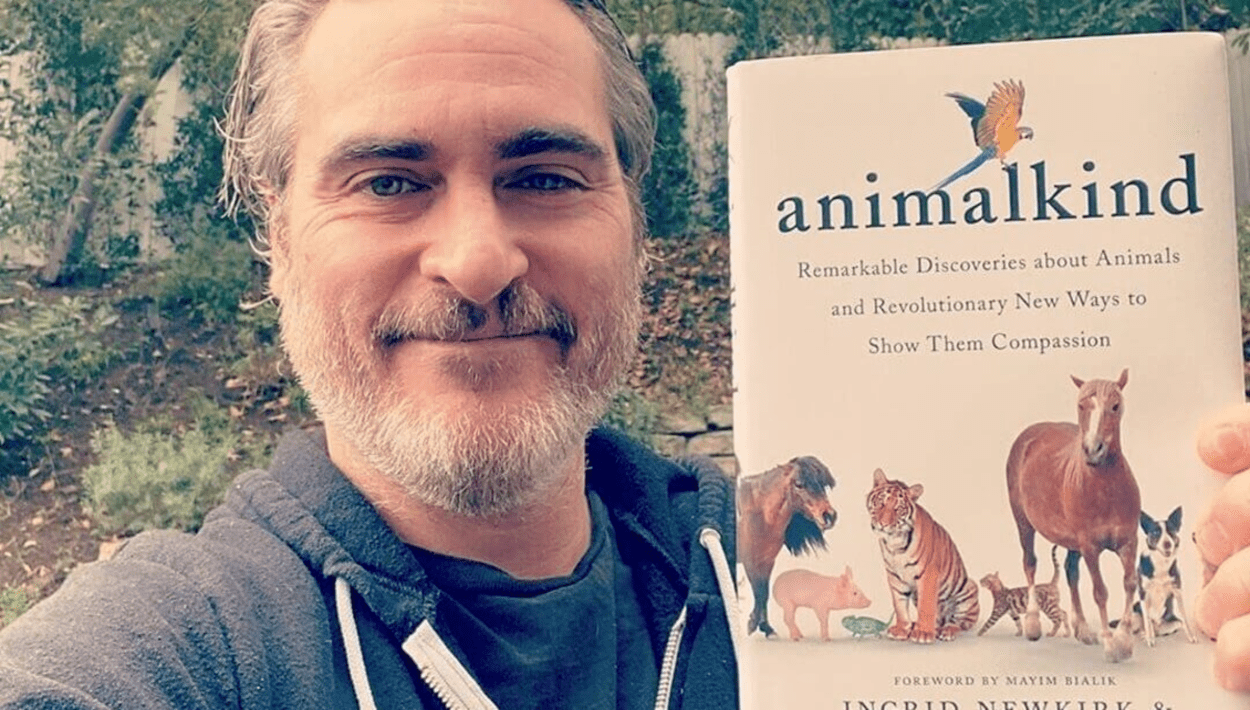 animalkind
Remarkable Discoveries about Animals
and Revolutionary New Ways to
Show Them Compassion
FOREWORD BY MAYIM BIALIK
INGRID NEWKIRK &